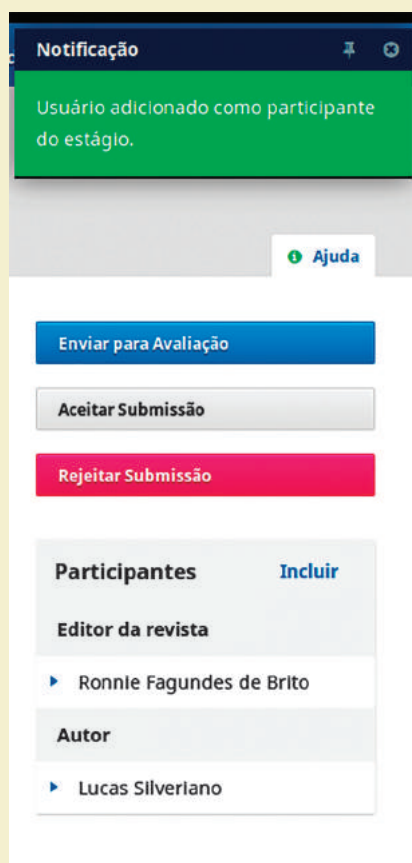 Notificação
Usuário adicionado como participante
do estágio.
Ajuda
Enviar para Avaliação
Aceitar Submissão
Rejeitar Submissão
Participantes Incluir
Editor da revista
Ronnie Fagundes de Brito
Autor
Lucas Silveriano